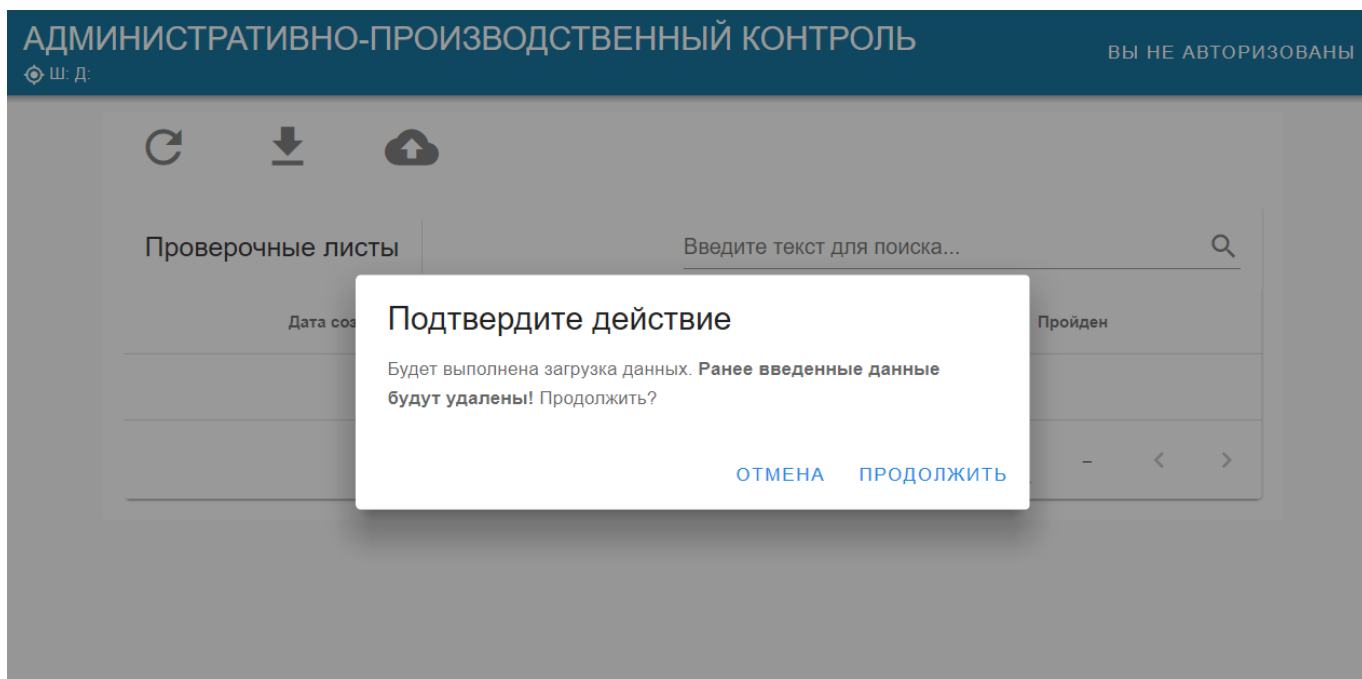 АДМИНИСТРАТИВНО-ПРОИЗВОДСТВЕННЫЙ КОНТРОЛЬ
Ш: Д:
ВЫ НЕ АВТОРИЗОВАНЫ
Проверочные листы
Введите текст для поиска...
Дата соз
Пройден
Подтвердите действие
Будет выполнена загрузка данных. Ранее введенные данные
будут удалены! Продолжить?
ОТМЕНА ПРОДОЛЖИТЬ
–